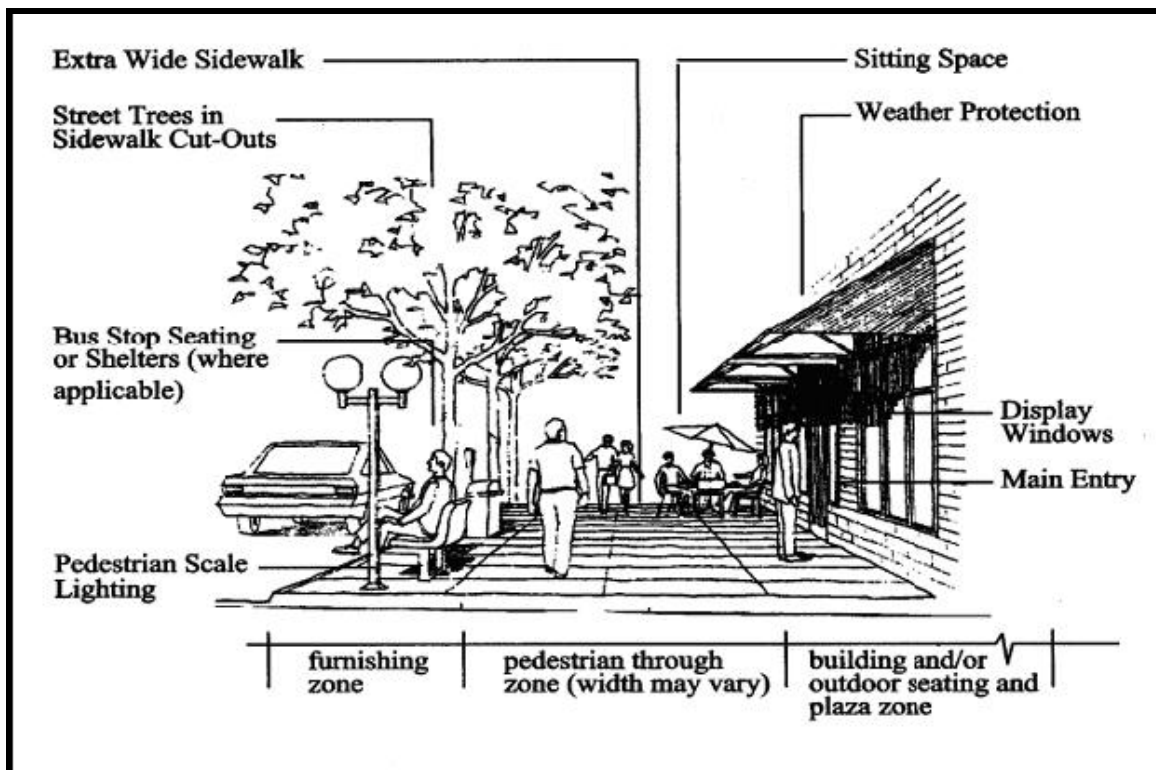 Extra Wide Sidewalk
Sitting Space
Street Trees in
Sidewalk Cut-Outs
Weather Protection
Bus Stop Seating
or Shelters (where
applicable)
Display
Windows
Main Entry
Pedestrian Scale
Lighting
furnishing
zone
pedestrian through
zone (width may vary)
building and/or
outdoor seating and
plaza zone